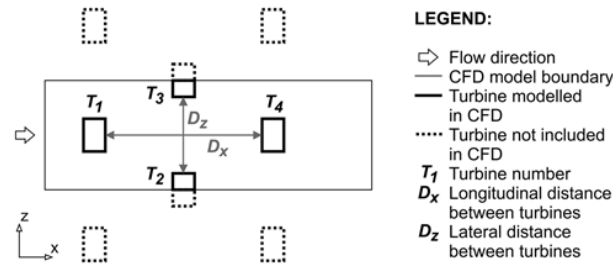 T1
T3
T4
Dz
Dx
T2
z
x
LEGEND:
Flow direction
CFD model boundary
Turbine modelled
in CFD
Turbine not included
in CFD
T1 Turbine number
Dx Longitudinal distance
between turbines
Dz Lateral distance
between turbines